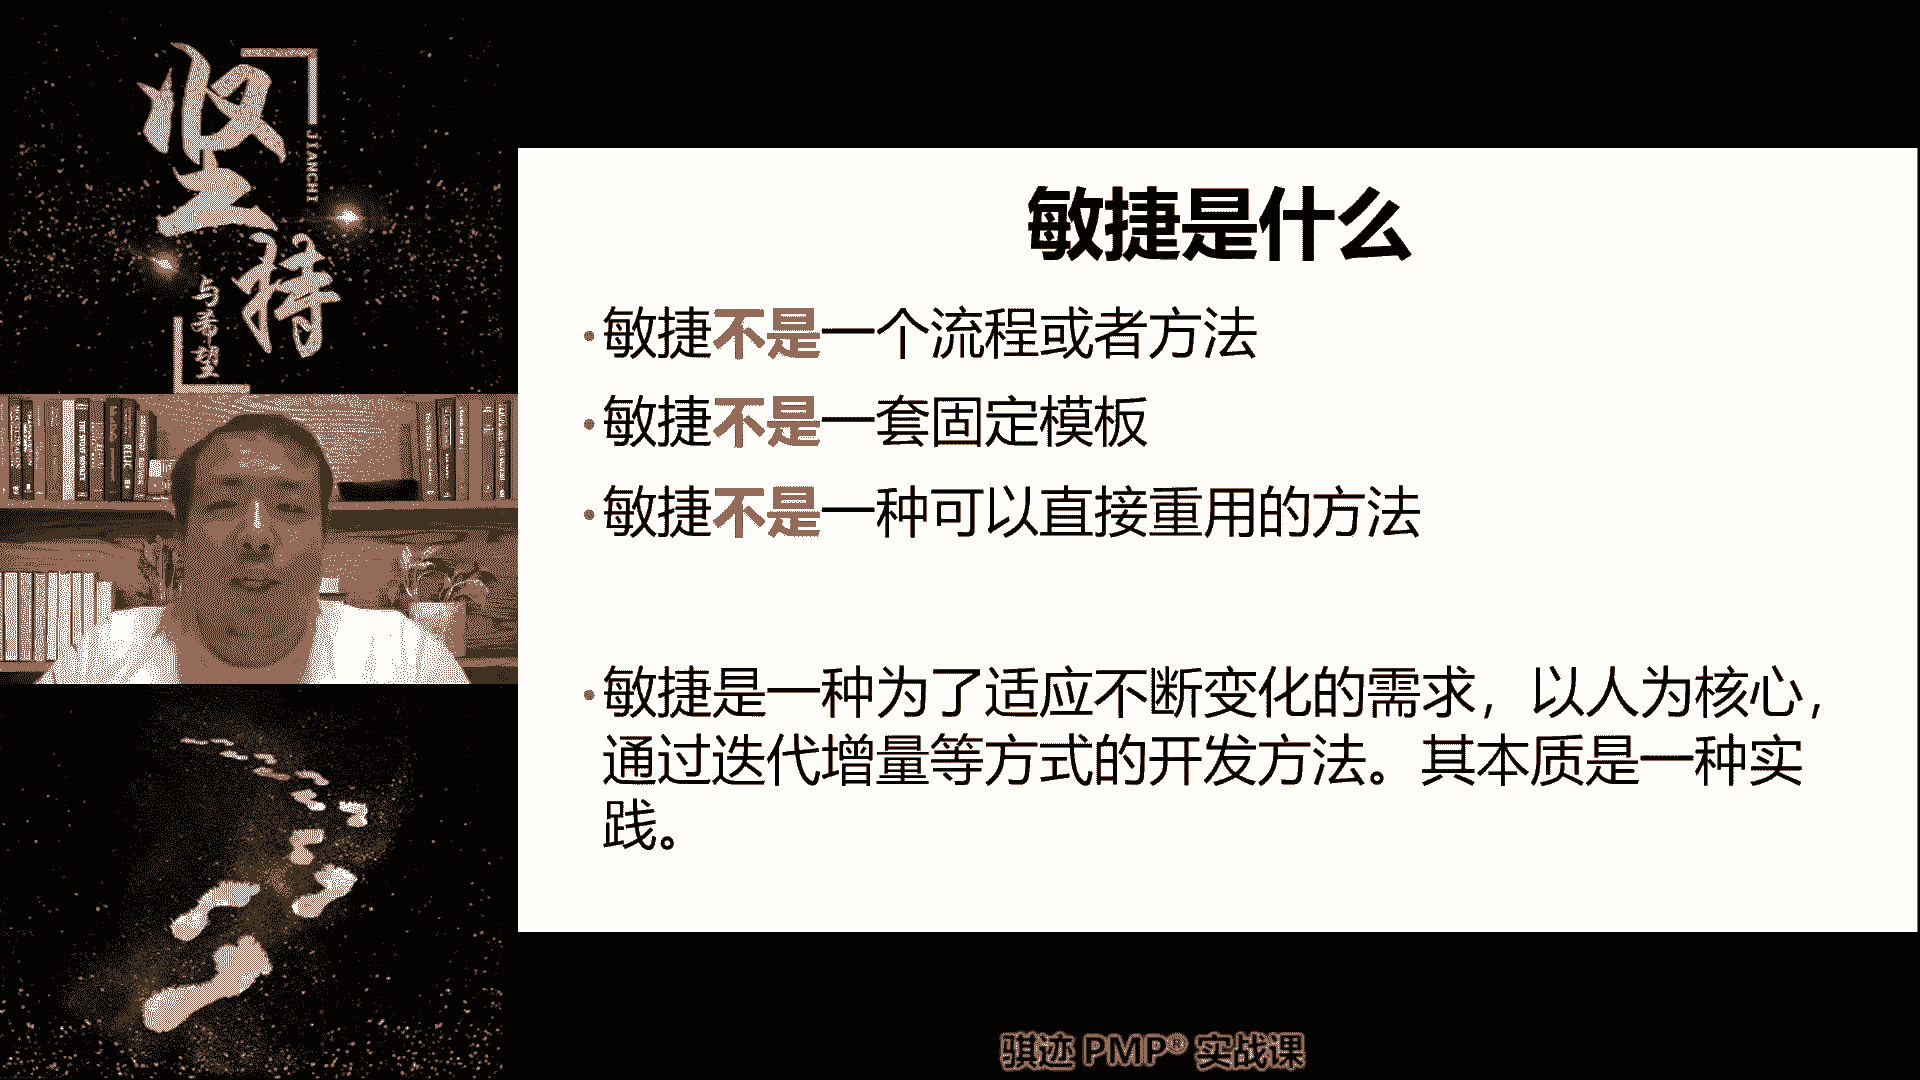 坚持
JIANCHI
与希望
敏捷是什么
敏捷不是一个流程或者方法
敏捷不是一套固定模板
敏捷不是一种可以直接重用的方法
敏捷是一种为了适应不断变化的需求，以人为核心，
通过迭代增量等方式的开发方法。其本质是一种实
践。
骐迹 PMP® 实战课